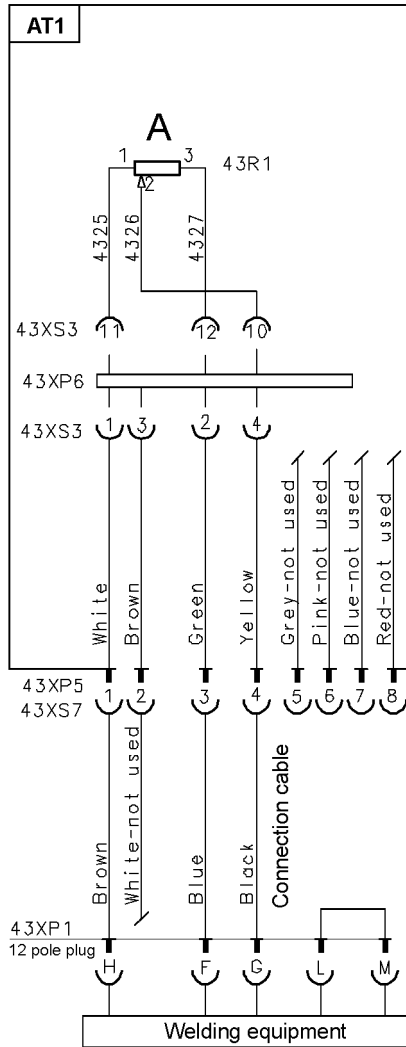 AT1
A
1 3 43R1
2
4325 4326 4327
43XS3 11 12 10
43XP6
43XS3 1 3 2 4
White Brown Green Yellow Grey-not used Pink-not used Blue-not used Red-not used
43XP5
43XS7 1 2 3 4 5 6 7 8
Brown White-not used Blue Black Connection cable
43XP1
12 pole plug
H F G L M
Welding equipment